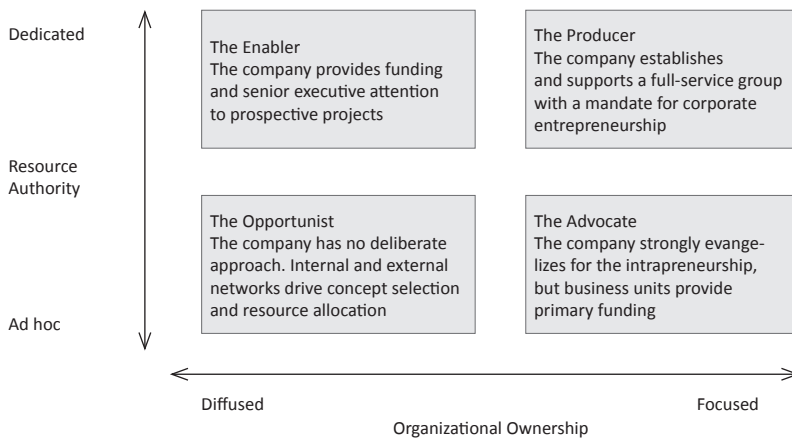 Dedicated
The Enabler
The company provides funding
and senior executive attention
to prospective projects
The Producer
The company establishes
and supports a full-service group
with a mandate for corporate
entrepreneurship
Resource
Authority
The Opportunist
The company has no deliberate
approach. Internal and external
networks drive concept selection
and resource allocation
The Advocate
The company strongly evange-
lizes for the intrapreneurship,
but business units provide
primary funding
Ad hoc
Diffused
Focused
Organizational Ownership